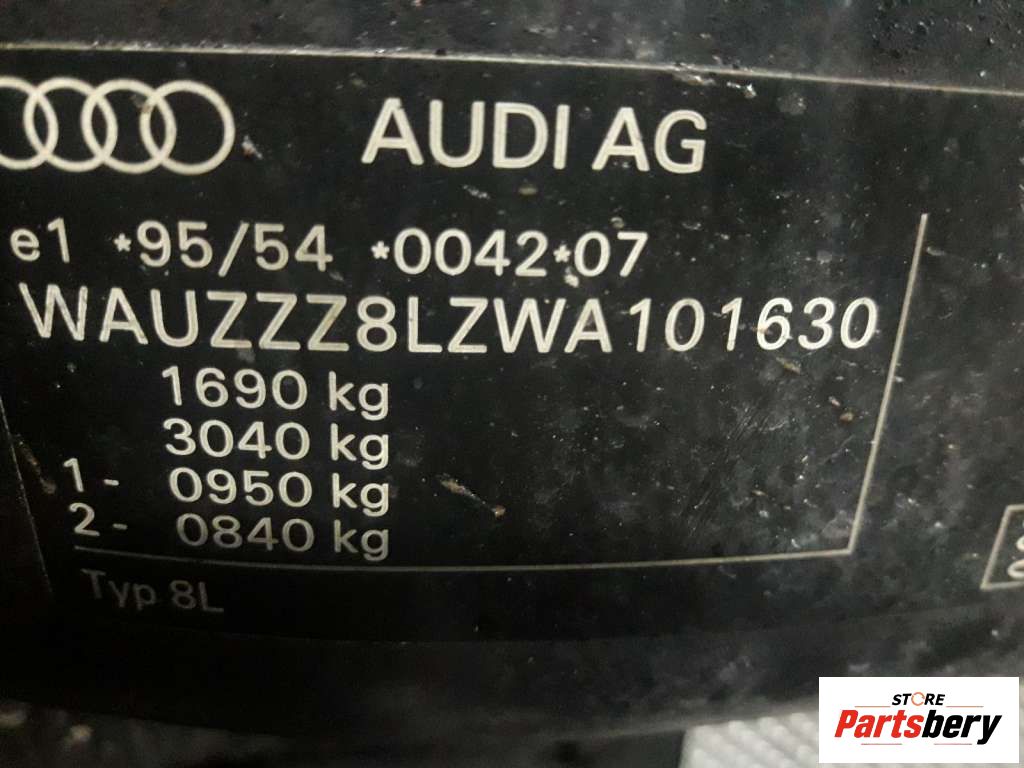 AUDI AG
e1 *95/54 *0042*07
WAUZZZ8LZWA101630
1690 kg
3040 kg
1- 0950 kg
2- 0840 kg
Typ 8L
STORE
Partsbery